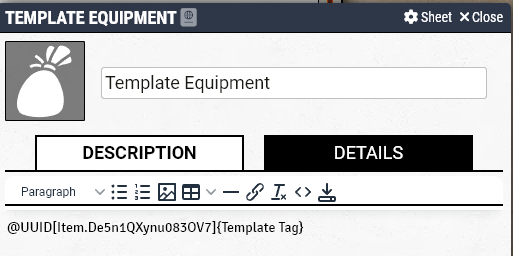 TEMPLATE EQUIPMENT Sheet Close
Template Equipment
DESCRIPTION DETAILS
Paragraph
@UUID[Item.De5n1QXynu083OV7]{Template Tag}